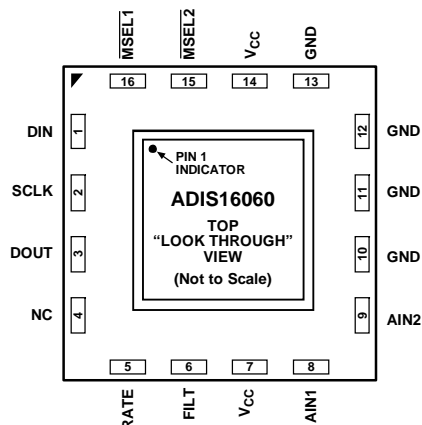 MSEL1
MSEL2
VCC
GND
16
15
14
13
DIN
1
12
GND
SCLK
2
11
GND
DOUT
3
10
GND
NC
4
9
AIN2
PIN 1
INDICATOR
ADIS16060
TOP
“LOOK THROUGH”
VIEW
(Not to Scale)
5
6
7
8
RATE
FILT
VCC
AIN1